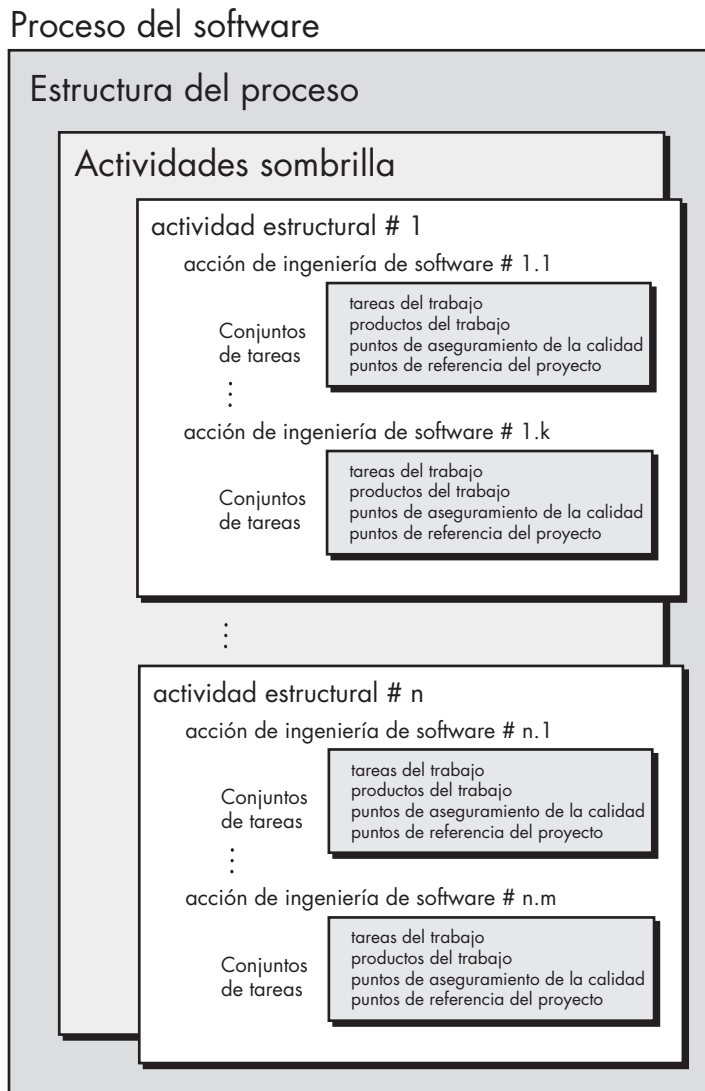 Proceso del software
Estructura del proceso
Actividades sombrilla
actividad estructural # 1
acción de ingeniería de software # 1.1
Conjuntos
de tareas
tareas del trabajo
productos del trabajo
puntos de aseguramiento de la calidad
puntos de referencia del proyecto
acción de ingeniería de software # 1.k
Conjuntos
de tareas
tareas del trabajo
productos del trabajo
puntos de aseguramiento de la calidad
puntos de referencia del proyecto
actividad estructural # n
acción de ingeniería de software # n.1
Conjuntos
de tareas
tareas del trabajo
productos del trabajo
puntos de aseguramiento de la calidad
puntos de referencia del proyecto
acción de ingeniería de software # n.m
Conjuntos
de tareas
tareas del trabajo
productos del trabajo
puntos de aseguramiento de la calidad
puntos de referencia del proyecto